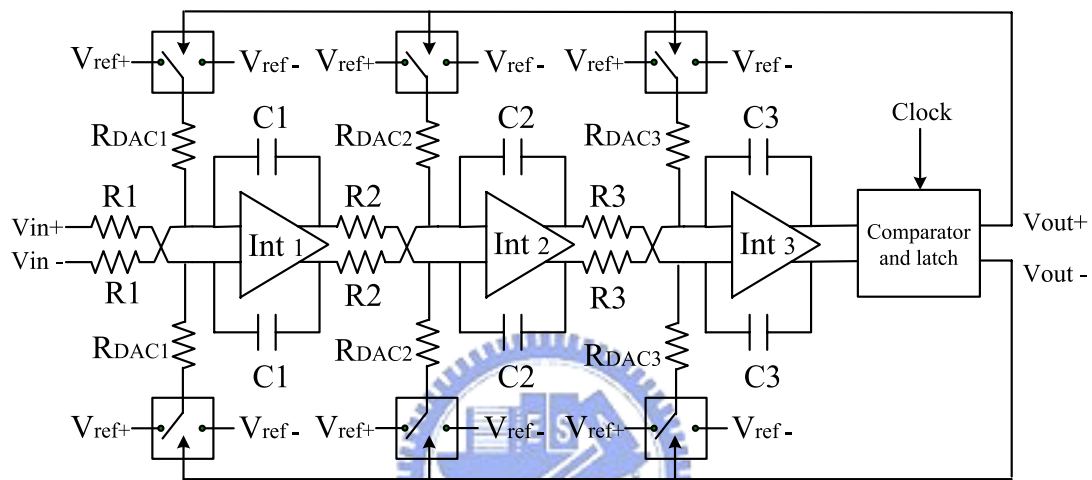 Vref+ Vref - Vref+ Vref - Vref+ Vref -
RDAC1 C1 RDAC2 C2 RDAC3 C3 Clock
Vin+ R1 R2 R3 Vout+
Int 1 Int 2 Int 3 Comparator
and latch
Vin - R1 R2 R3 Vout -
RDAC1 C1 RDAC2 C2 RDAC3 C3
Vref+ Vref - Vref+ Vref - Vref+ Vref -
ES